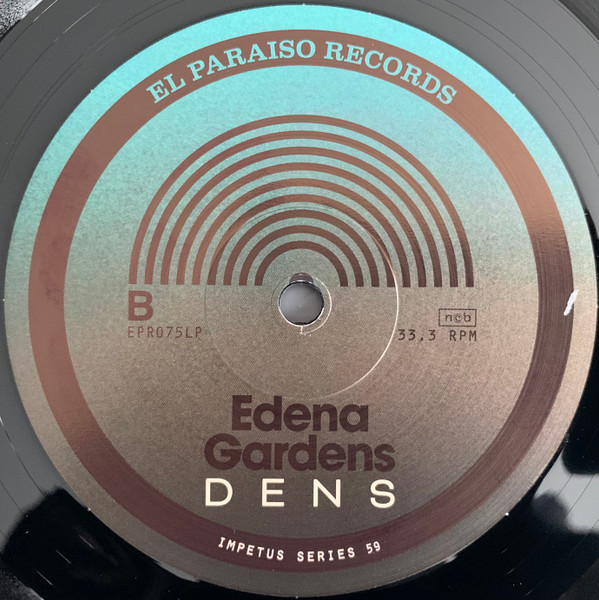 EL PARAISO RECORDS
B
EPR075LP
ncb
33,3 RPM
Edena
Gardens
DENS
IMPETUS SERIES 59